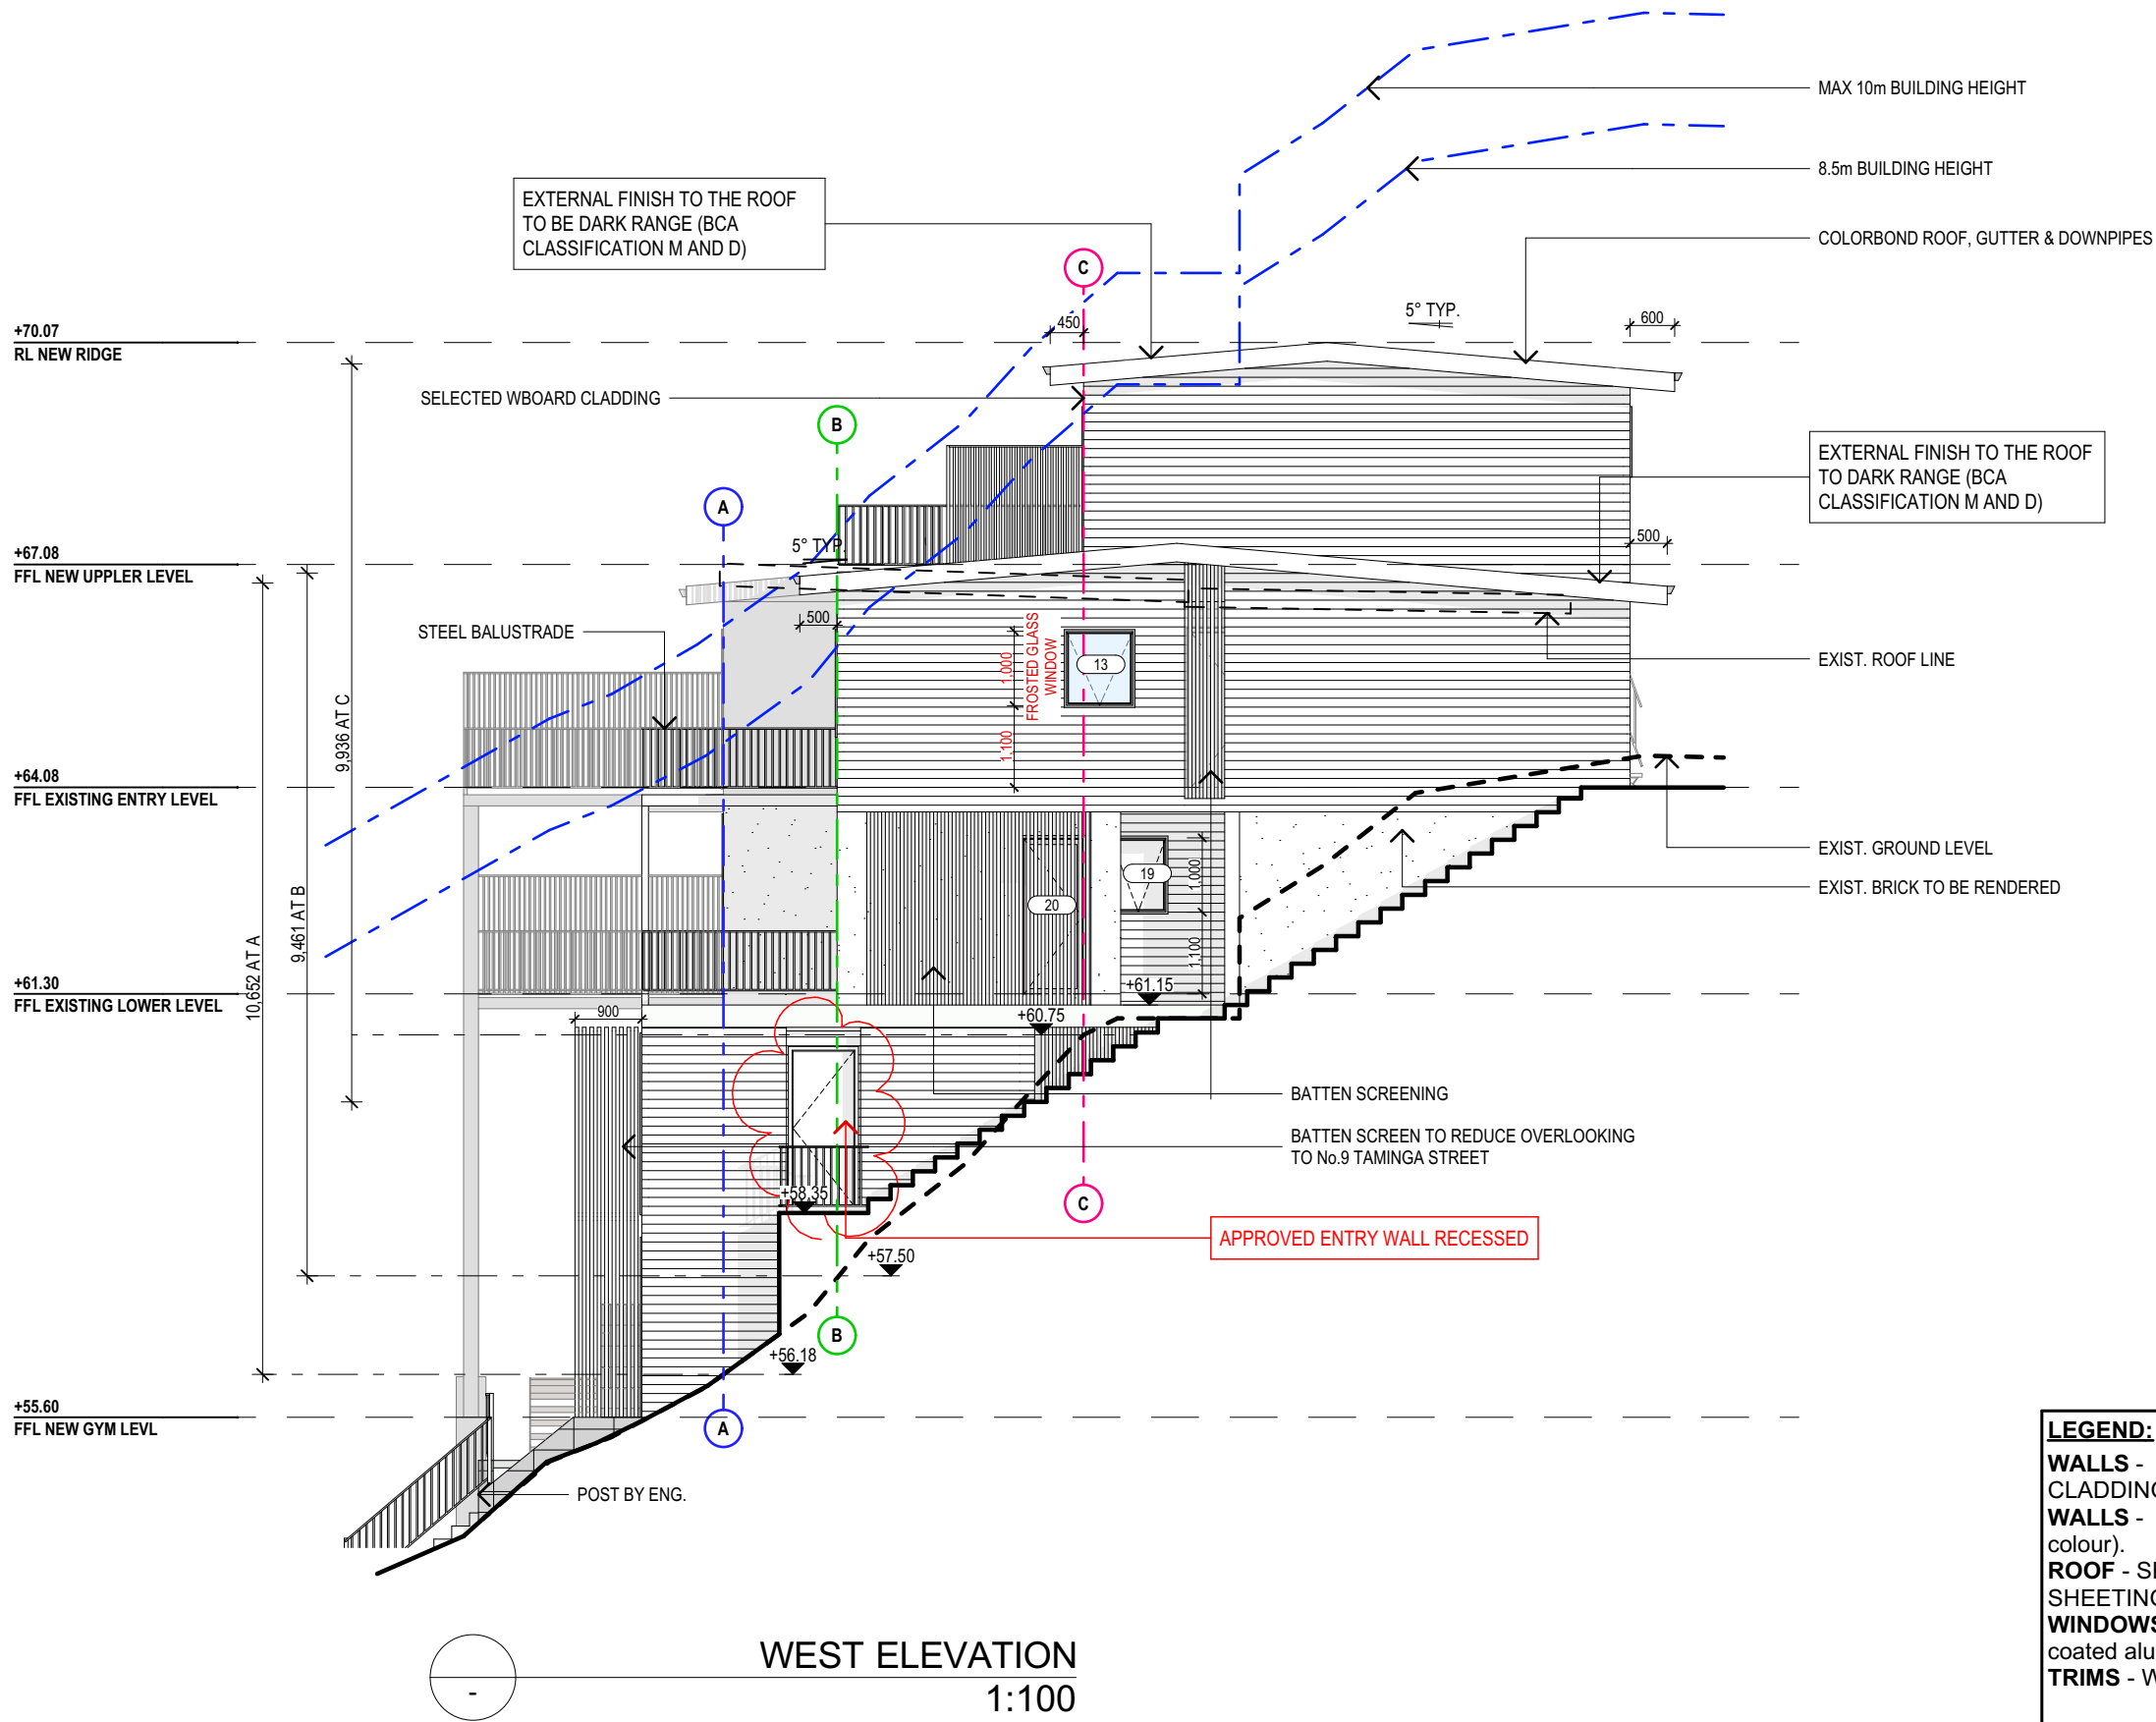 MAX 10m BUILDING HEIGHT
8.5m BUILDING HEIGHT
EXTERNAL FINISH TO THE ROOF
TO BE DARK RANGE (BCA
CLASSIFICATION M AND D)
COLORBOND ROOF, GUTTER & DOWNPIPES
C
450
5° TYP.
600
+70.07
RL NEW RIDGE
SELECTED WBOARD CLADDING
B
A
EXTERNAL FINISH TO THE ROOF
TO DARK RANGE (BCA
CLASSIFICATION M AND D)
500
5° TYP.
+67.08
FFL NEW UPPLER LEVEL
500
STEEL BALUSTRADE
1,000
FROSTED GLASS
WINDOW
13
EXIST. ROOF LINE
9,936 AT C
1,100
+64.08
FFL EXISTING ENTRY LEVEL
EXIST. GROUND LEVEL
19
1,000
EXIST. BRICK TO BE RENDERED
20
9,461 AT B
10,652 AT A
1,100
+61.30
FFL EXISTING LOWER LEVEL
+61.15
900
+60.75
BATTEN SCREENING
BATTEN SCREEN TO REDUCE OVERLOOKING
TO No.9 TAMINGA STREET
+58.35
C
APPROVED ENTRY WALL RECESSED
+57.50
B
+56.18
+55.60
FFL NEW GYM LEVL
A
POST BY ENG.
LEGEND:
WALLS -
CLADDING
WALLS -
colour).
ROOF - S
SHEETING
WINDOWS
coated alu
TRIMS - W
WEST ELEVATION
-
1:100